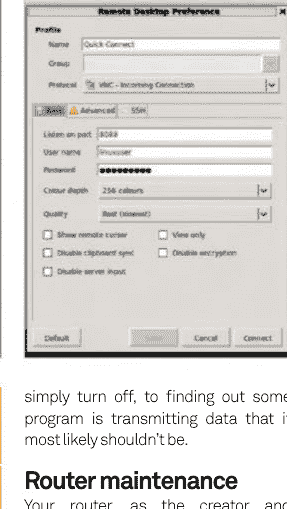 Remote Desktop Preference
Profile
Name Quick Connect
Group
Protocol VNC - Incoming Connection
Basic Advanced SSH
Listen on port
User name linuxuser
Password
Colour depth 256 colours
Quality
Show remote cursor View only
Disable clipboard sync Disable encryption
Disable server input
Default Cancel Connect
simply turn off, to finding out some
program is transmitting data that i
most likely shouldn't be.
Router maintenance
Your router, as the creator and